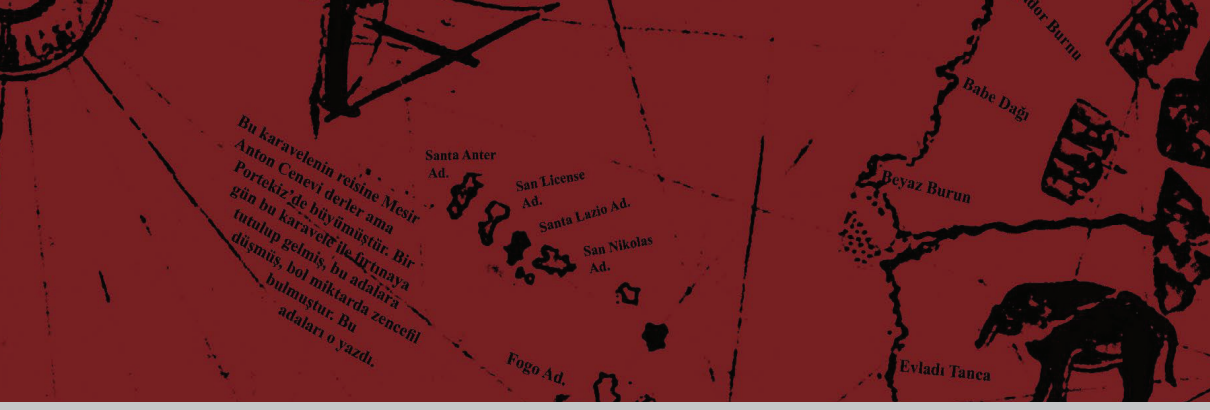 dor Burnu
Babe Dağı
Bu karavelenin reisine Mesir
Anton Cenevi derler ama
Portekiz'de büyümüştür. Bir
gün bu karavele ile fırtınaya
tutulup gelmiş, bu adalara
düşmüş, bol miktarda zencefil
bulmuştur. Bu
adaları o yazdı.
Santa Anter
Ad.
San License
Ad.
Santa Lazio Ad.
San Nikolas
Ad.
Beyaz Burun
Fogo Ad.
Evladı Tanca